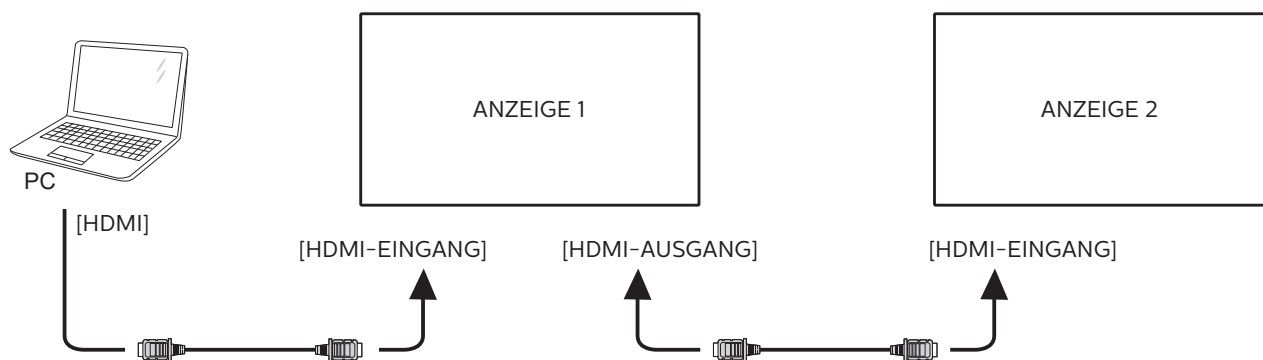 ANZEIGE 1
ANZEIGE 2
PC
[HDMI]
[HDMI-EINGANG]
[HDMI-AUSGANG]
[HDMI-EINGANG]